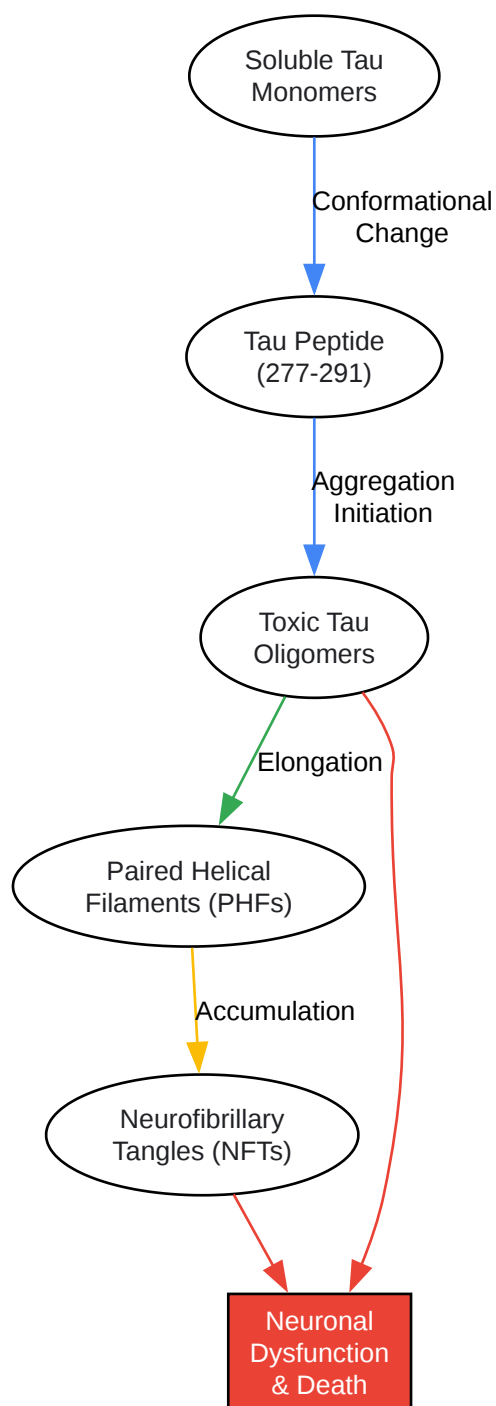 Soluble Tau
Monomers
Conformational
Change
Tau Peptide
(277-291)
Aggregation
Initiation
Toxic Tau
Oligomers
Elongation
Paired Helical
Filaments (PHFs)
Accumulation
Neurofibrillary
Tangles (NFTs)
Neuronal
Dysfunction
& Death